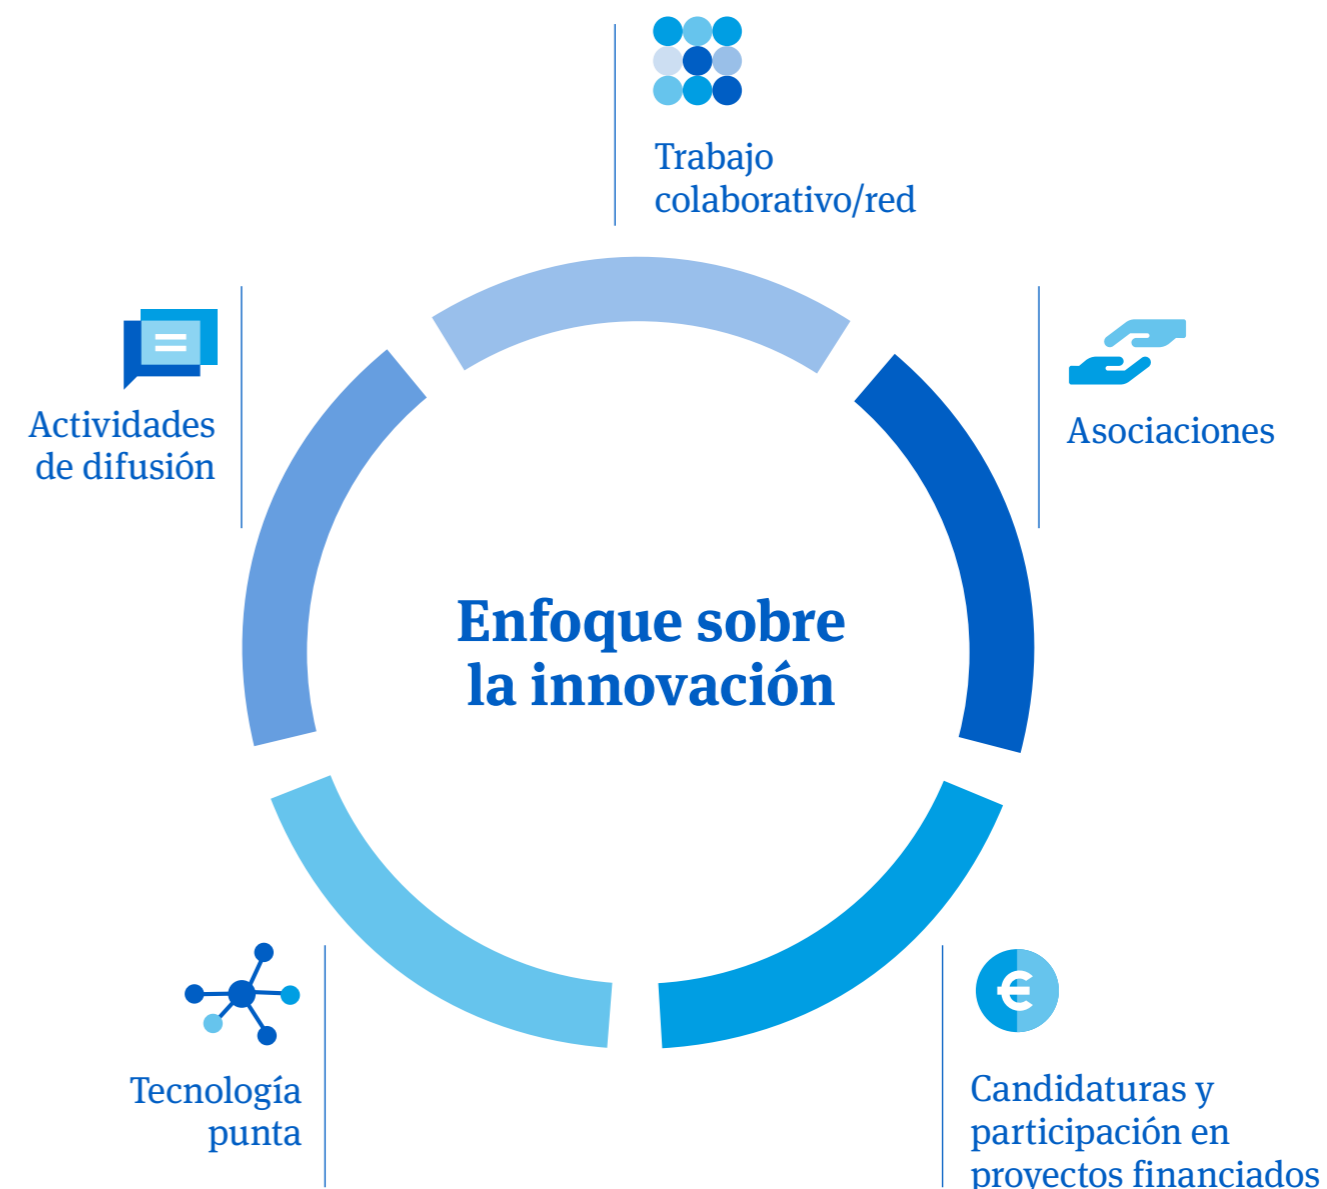 Trabajo
colaborativo/red
Asociaciones
Actividades
de difusión
Enfoque sobre
la innovación
Tecnología
punta
Candidaturas y
participación en
proyectos financiados